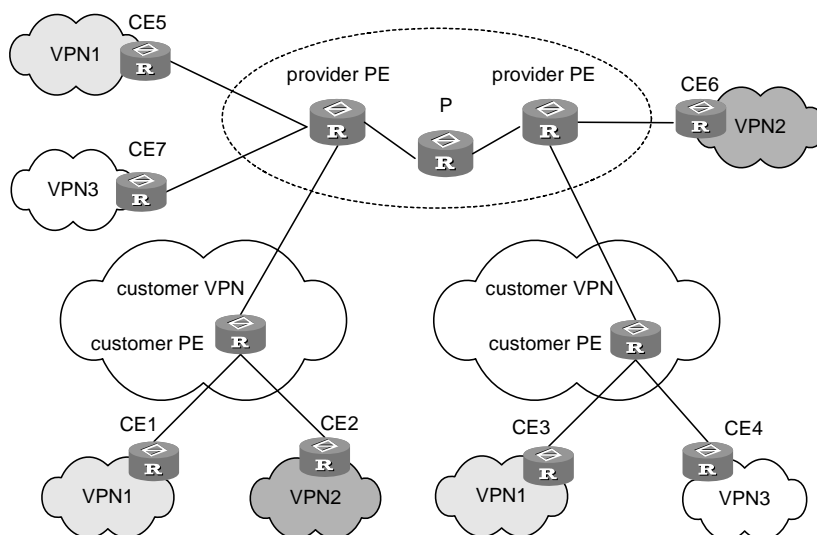 CE5
VPN1
R
provider PE
provider PE
P
R
R
R
CE6
R
VPN2
CE7
VPN3
R
customer VPN
customer PE
R
customer VPN
customer PE
R
CE1
R
VPN1
CE2
R
VPN2
CE3
R
VPN1
CE4
R
VPN3